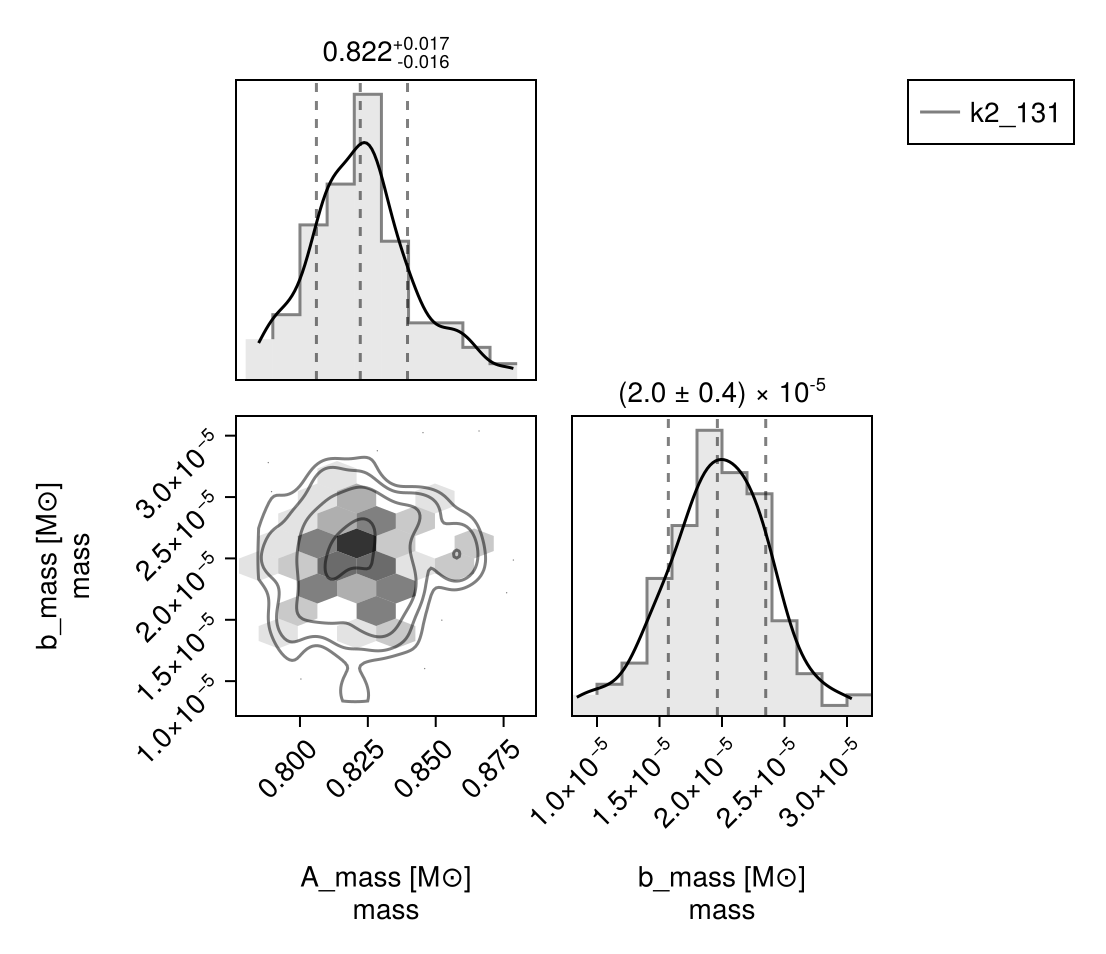 0.822+0.017
-0.016
k2_131
(2.0 ± 0.4) × 10-5
3.0×10−5
2.5×10−5
2.0×10−5
1.5×10−5
1.0×10−5
b_mass [M⊙]
mass
0.800 0.825 0.850 0.875
1.0×10−5 1.5×10−5 2.0×10−5 2.5×10−5 3.0×10−5
A_mass [M⊙]
mass
b_mass [M⊙]
mass